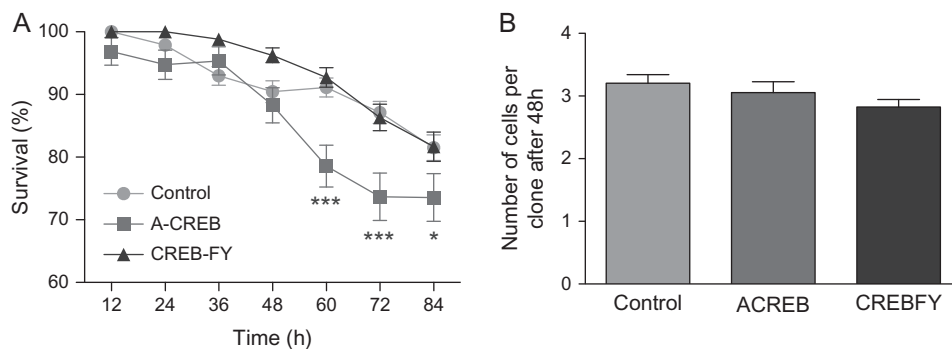 A
Survival (%)
100
90
80
70
60
Control
A-CREB
CREB-FY
***
***
*
12 24 36 48 60 72 84
Time (h)
B
Number of cells per
clone after 48h
4
3
2
1
0
Control ACREB CREBFY